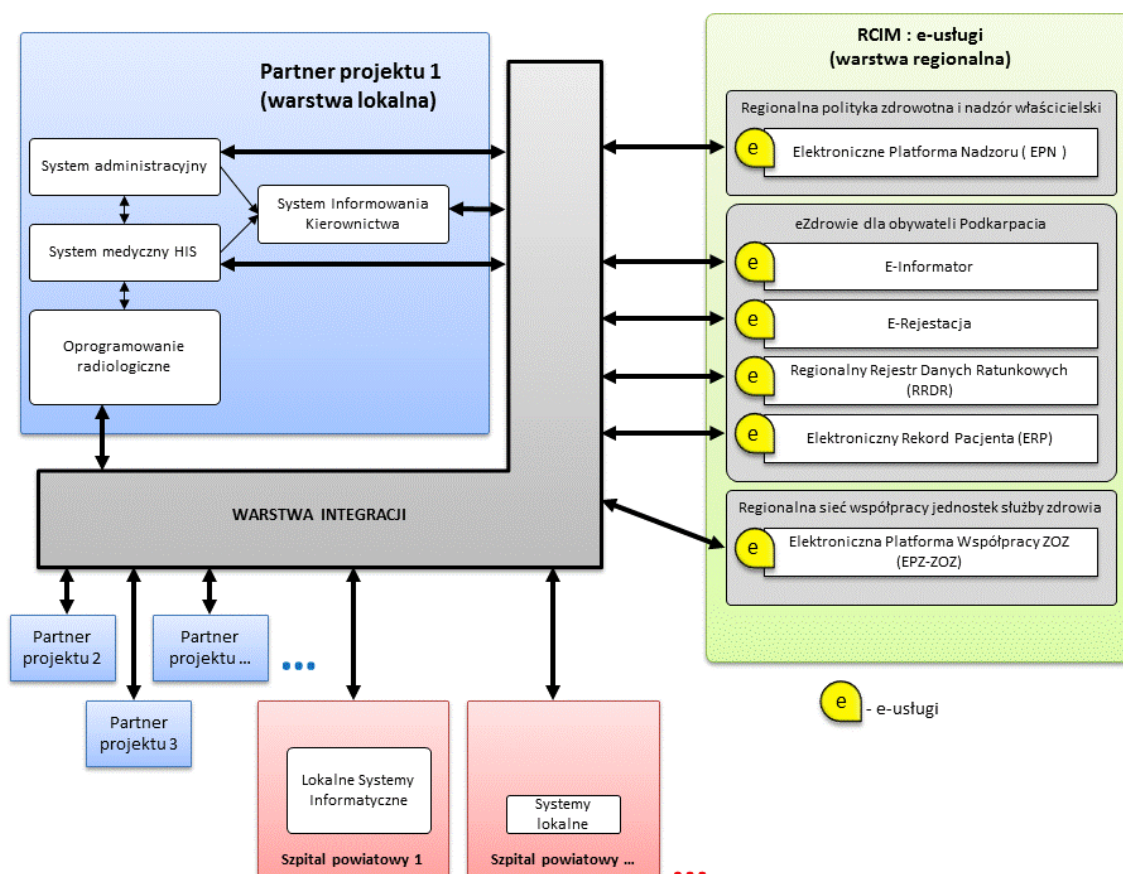 Partner projektu 1
(warstwa lokalna)
System administracyjny
System Informowania
Kierownictwa
System medyczny HIS
Oprogramowanie
radiologiczne
WARSTWA INTEGRACJI
RCIM : e-usługi
(warstwa regionalna)
Regionalna polityka zdrowotna i nadzór właścicielski
e
Elektroniczne Platforma Nadzoru ( EPN )
eZdrowie dla obywateli Podkarpacia
e
E-Informator
e
E-Rejestacja
e
Regionalny Rejestr Danych Ratunkowych
(RRDR)
e
Elektroniczny Rekord Pacjenta (ERP)
Regionalna sieć współpracy jednostek służby zdrowia
e
Elektroniczna Platforma Współpracy ZOZ
(EPZ-ZOZ)
e
- e-usługi
Partner
projektu 2
Partner
projektu ...
...
Partner
projektu 3
Lokalne Systemy
Informatyczne
Szpital powiatowy 1
Systemy
lokalne
Szpital powiatowy ...
...